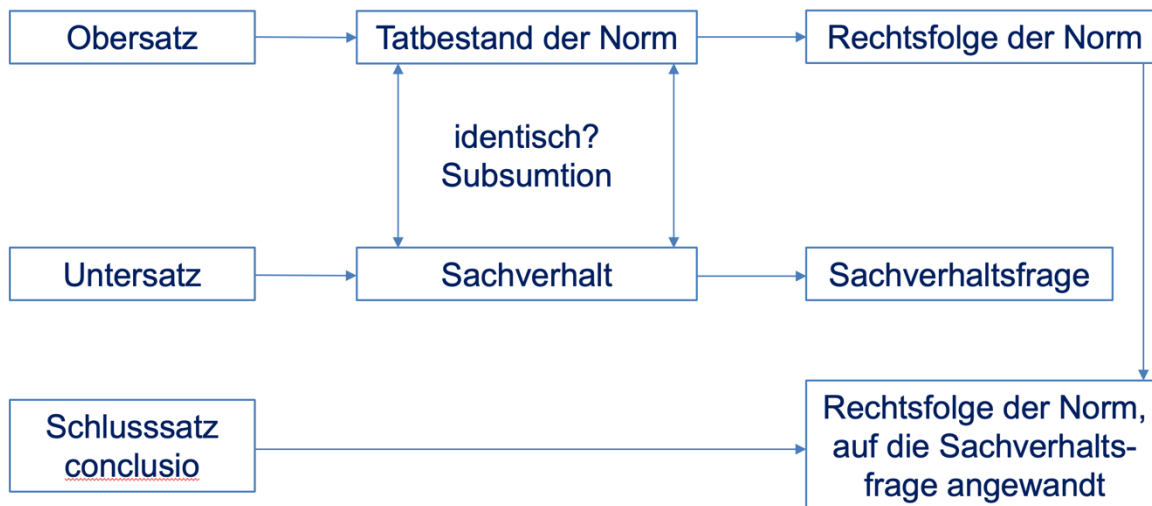 Obersatz
Tatbestand der Norm
Rechtsfolge der Norm
identisch?
Subsumtion
Untersatz
Sachverhalt
Sachverhaltsfrage
Schlusssatz
conclusio
Rechtsfolge der Norm,
auf die Sachverhalts-
frage angewandt